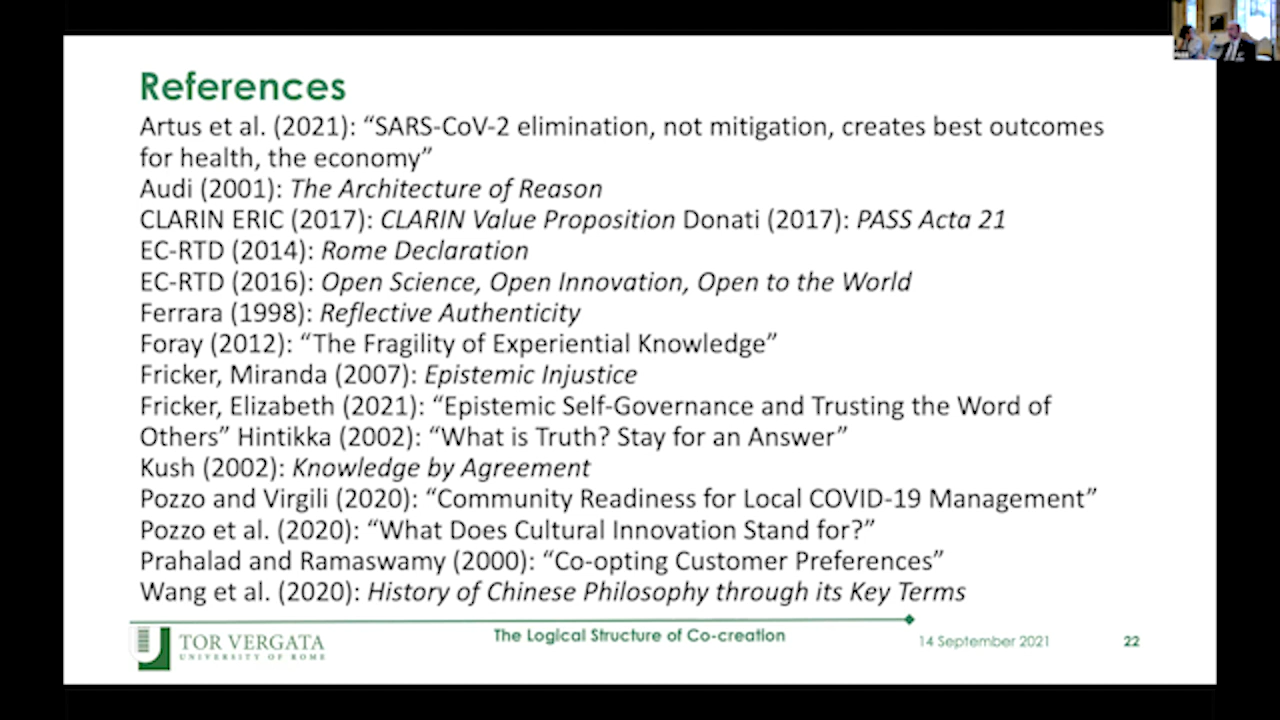 References
Artus et al. (2021): “SARS-CoV-2 elimination, not mitigation, creates best outcomes
for health, the economy”
Audi (2001): The Architecture of Reason
CLARIN ERIC (2017): CLARIN Value Proposition Donati (2017): PASS Acta 21
EC-RTD (2014): Rome Declaration
EC-RTD (2016): Open Science, Open Innovation, Open to the World
Ferrara (1998): Reflective Authenticity
Foray (2012): “The Fragility of Experiential Knowledge”
Fricker, Miranda (2007): Epistemic Injustice
Fricker, Elizabeth (2021): “Epistemic Self-Governance and Trusting the Word of
Others” Hintikka (2002): “What is Truth? Stay for an Answer”
Kush (2002): Knowledge by Agreement
Pozzo and Virgili (2020): “Community Readiness for Local COVID-19 Management”
Pozzo et al. (2020): “What Does Cultural Innovation Stand for?”
Prahalad and Ramaswamy (2000): “Co-opting Customer Preferences”
Wang et al. (2020): History of Chinese Philosophy through its Key Terms
TOR VERGATA
UNIVERSITY OF ROME
The Logical Structure of Co-creation
14 September 2021
22